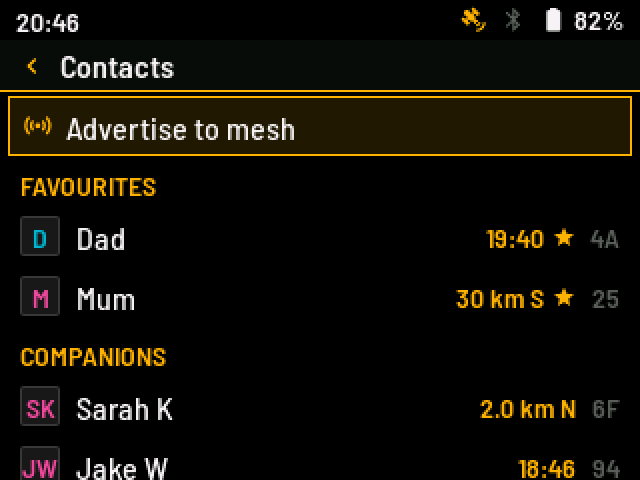 20:46 82%
Contacts
Advertise to mesh
FAVOURITES
D Dad 19:40 ★ 4A
M Mum 30 km S ★ 25
COMPANIONS
SK Sarah K 2.0 km N 6F
JW Jake W 18:46 94